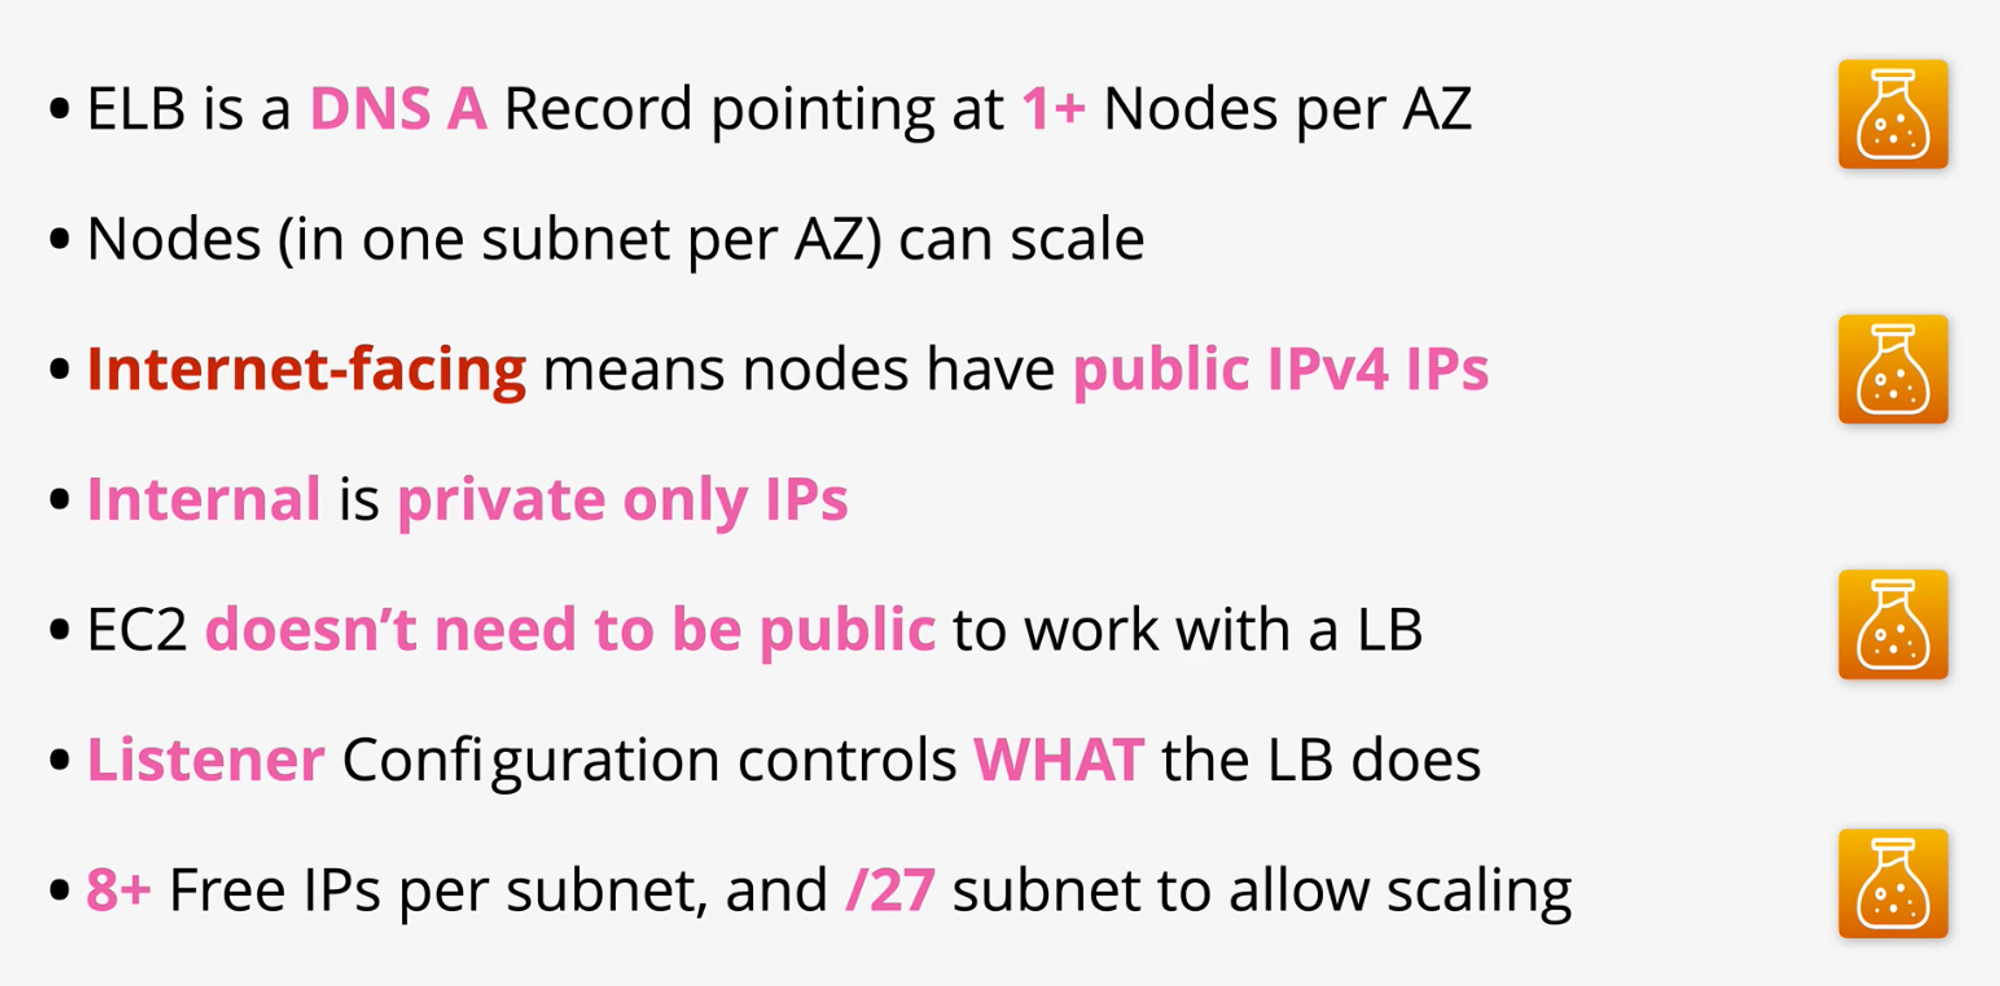 • ELB is a DNS A Record pointing at 1+ Nodes per AZ
• Nodes (in one subnet per AZ) can scale
• Internet-facing means nodes have public IPv4 IPs
• Internal is private only IPs
• EC2 doesn’t need to be public to work with a LB
• Listener Configuration controls WHAT the LB does
• 8+ Free IPs per subnet, and /27 subnet to allow scaling